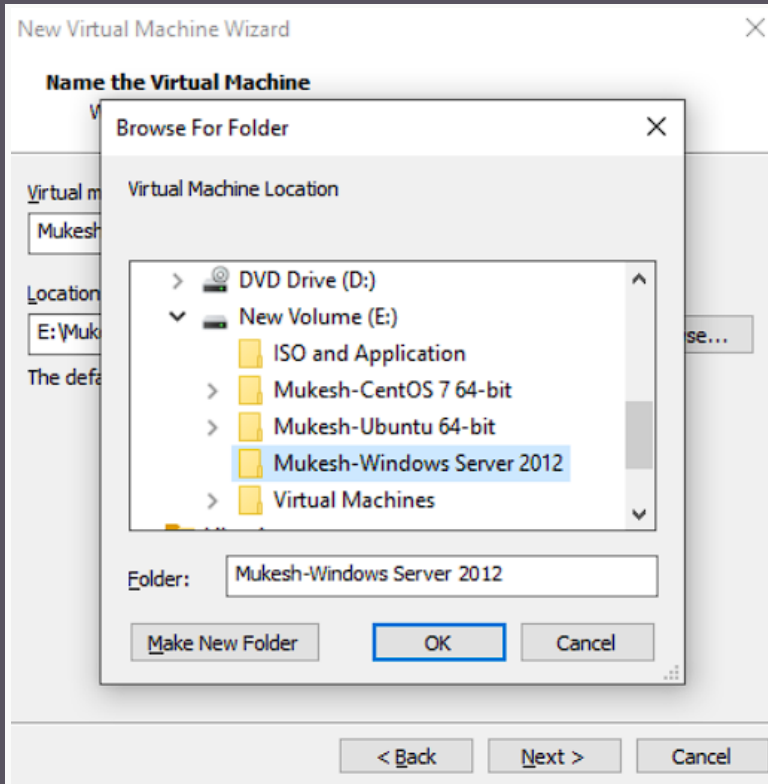 New Virtual Machine Wizard
Name the Virtual Machine
Browse For Folder
Virtual Machine Location
Virtual m
Mukesh
Location
E:\Muk
se...
The defa
DVD Drive (D:)
New Volume (E:)
ISO and Application
Mukesh-CentOS 7 64-bit
Mukesh-Ubuntu 64-bit
Mukesh-Windows Server 2012
Virtual Machines
Folder: Mukesh-Windows Server 2012
Make New Folder OK Cancel
< Back Next > Cancel